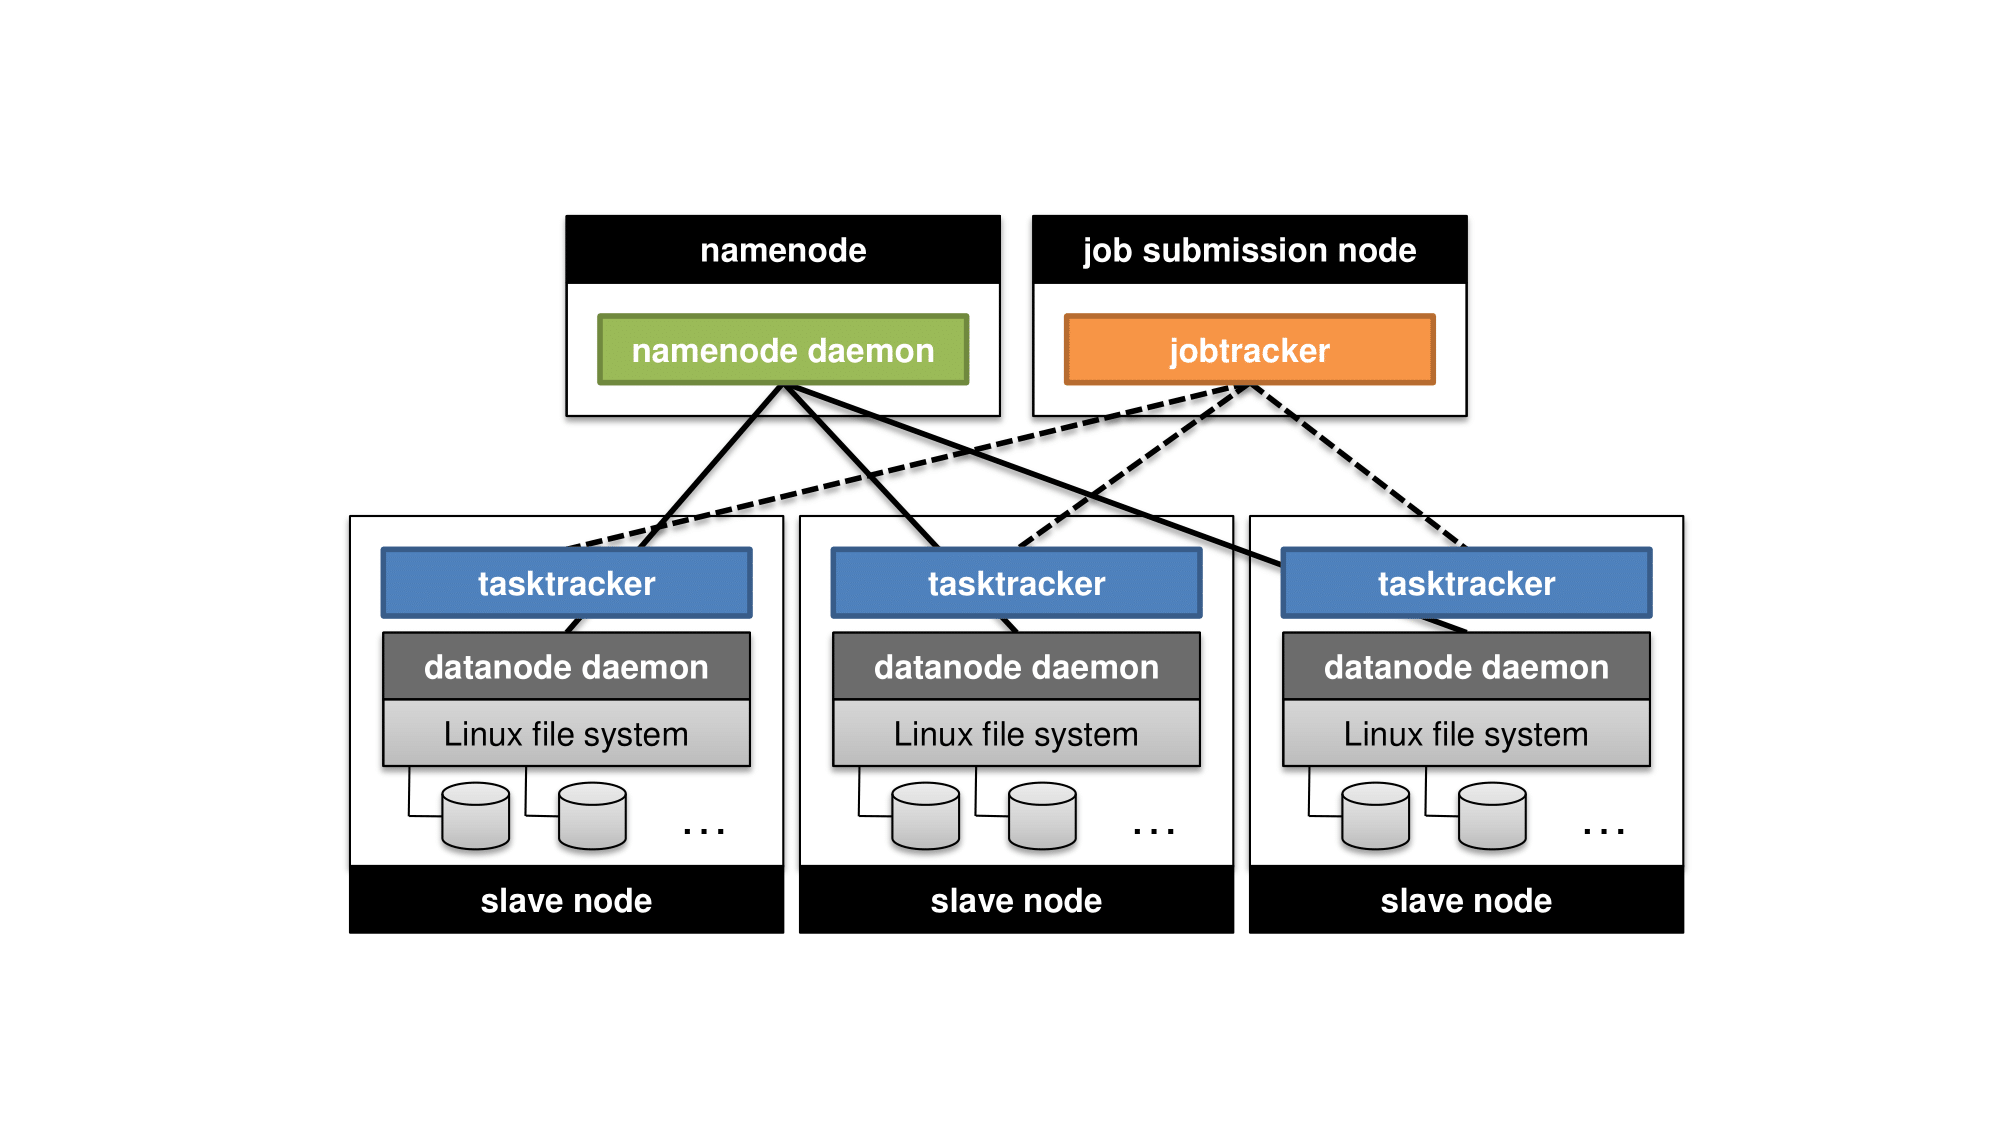 namenode
job submission node
namenode daemon
jobtracker
tasktracker
tasktracker
tasktracker
datanode daemon
datanode daemon
datanode daemon
Linux file system
Linux file system
Linux file system
...
...
...
slave node
slave node
slave node